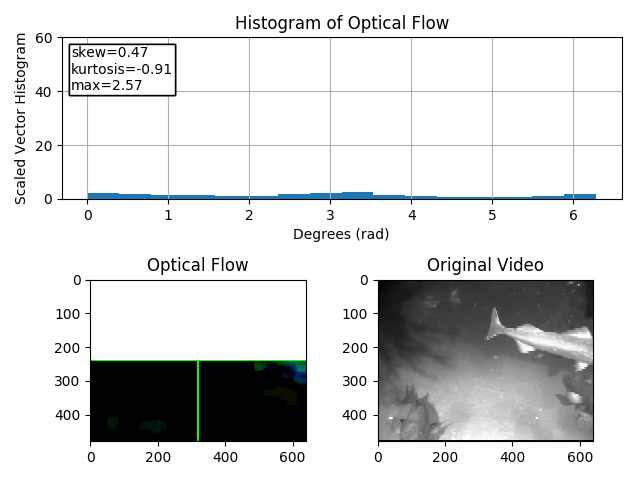 Histogram of Optical Flow
Scaled Vector Histogram
60
40
20
0
skew=0.47
kurtosis=-0.91
max=2.57
0 1 2 3 4 5 6
Degrees (rad)
Optical Flow
0
100
200
300
400
0 200 400 600
Original Video
0
100
200
300
400
0 200 400 600